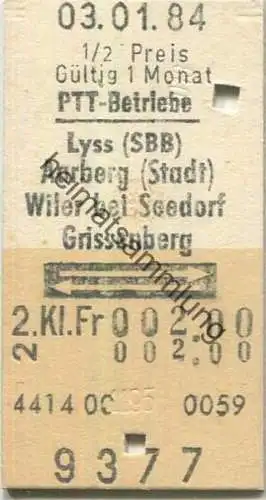 03.01.84
1/2 Preis
Gültig 1 Monat
PTT-Betriebe
Lyss (SBB)
Aarberg (Stadt)
Wiler bei Seedorf
Grissenberg
heimatsammlung
2.Kl.Fr 002.00
2 002:00
4414 00 0059
9377